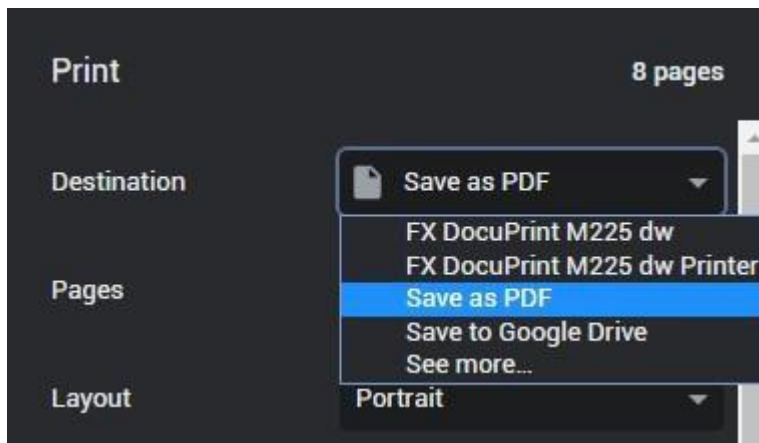 Print 8 pages
Destination Save as PDF
FX DocuPrint M225 dw
FX DocuPrint M225 dw Printer
Pages
Save as PDF
Save to Google Drive
See more...
Layout Portrait